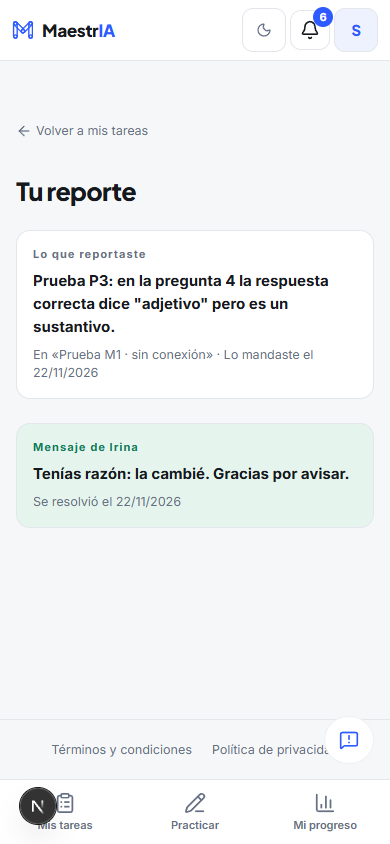 MaestrIA
6
S
← Volver a mis tareas
Tu reporte
Lo que reportaste
Prueba P3: en la pregunta 4 la respuesta
correcta dice "adjetivo" pero es un
sustantivo.
En «Prueba M1 · sin conexión» · Lo mandaste el
22/11/2026
Mensaje de Irina
Tenías razón: la cambié. Gracias por avisar.
Se resolvió el 22/11/2026
Términos y condiciones
Política de privacida
N
Mis tareas
Practicar
Mi progreso